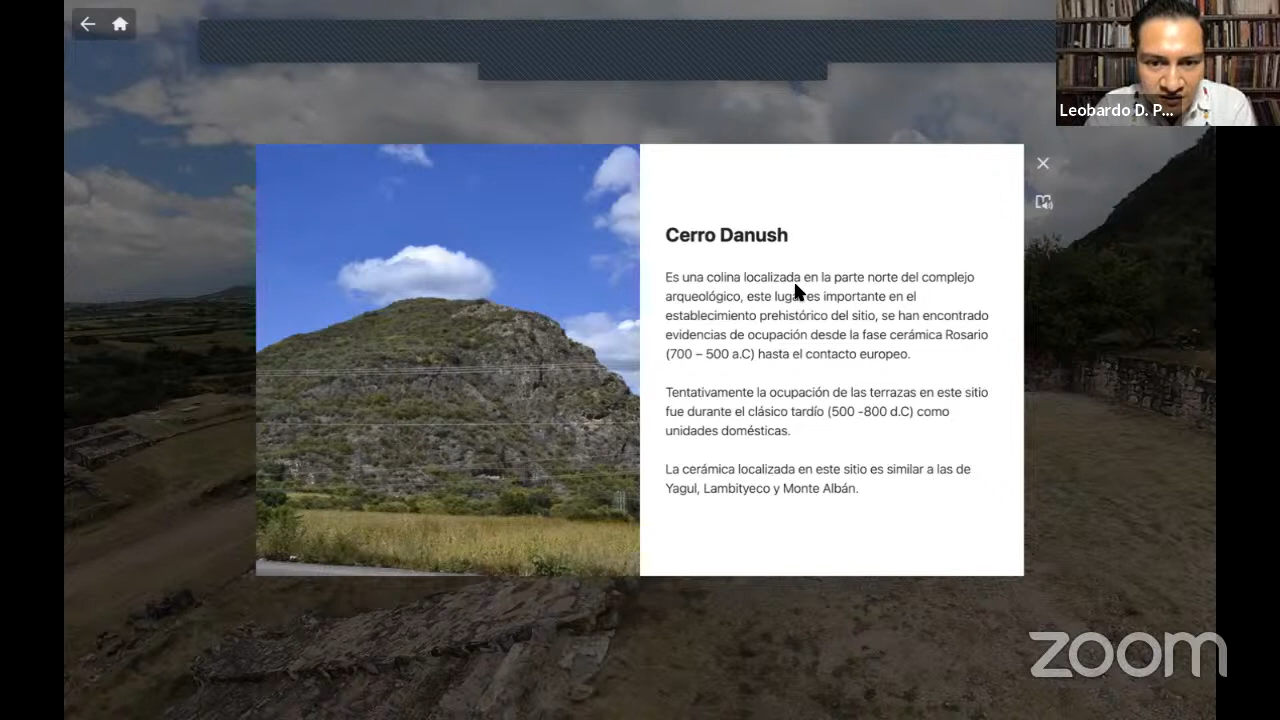 Leobardo D. P...
Cerro Danush
Es una colina localizada en la parte norte del complejo
arqueológico, este lugar es importante en el
establecimiento prehistórico del sitio, se han encontrado
evidencias de ocupación desde la fase cerámica Rosario
(700 – 500 a.C) hasta el contacto europeo.
Tentativamente la ocupación de las terrazas en este sitio
fue durante el clásico tardío (500 -800 d.C) como
unidades domésticas.
La cerámica localizada en este sitio es similar a las de
Yagul, Lambityeco y Monte Albán.
zoom